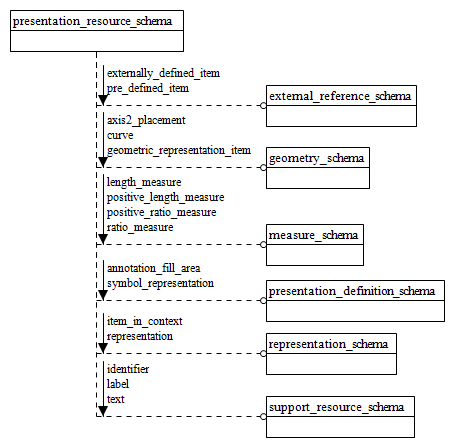 presentation_resource_schema
externally_defined_item
pre_defined_item
external_reference_schema
axis2_placement
curve
geometric_representation_item
geometry_schema
length_measure
positive_length_measure
positive_ratio_measure
ratio_measure
measure_schema
annotation_fill_area
symbol_representation
presentation_definition_schema
item_in_context
representation
representation_schema
identifier
label
text
support_resource_schema